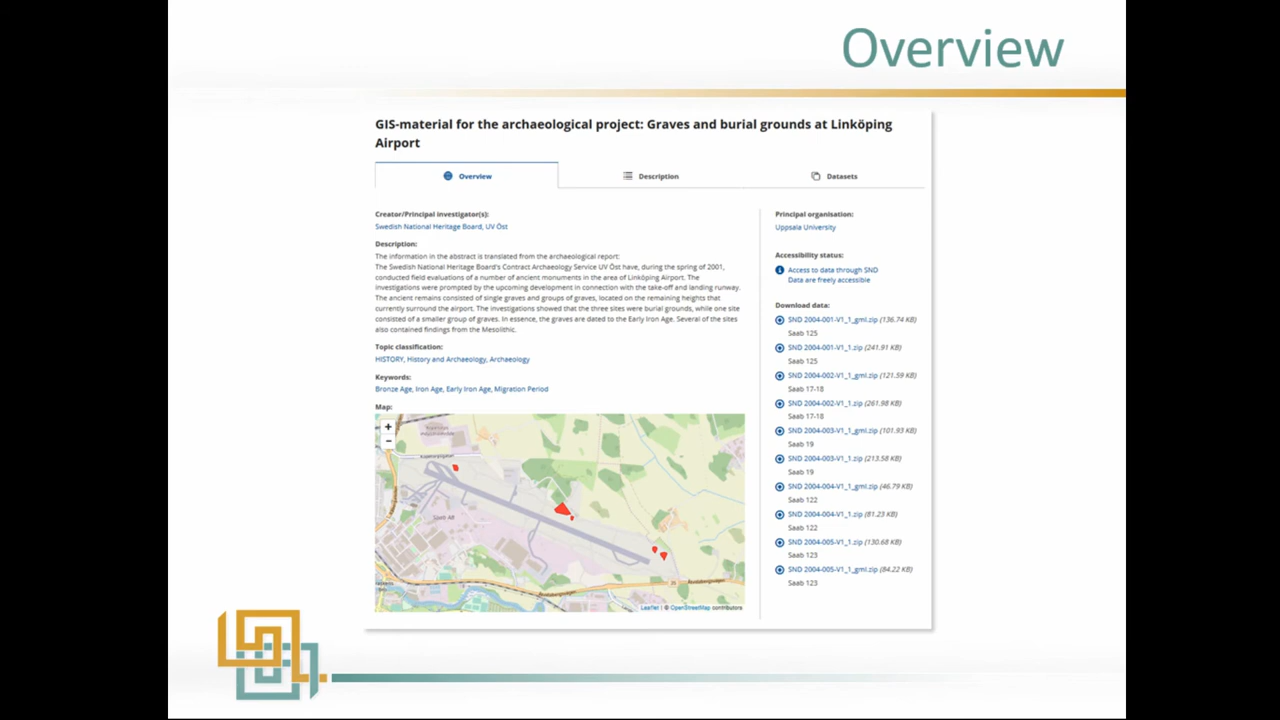 Overview
GIS-material for the archaeological project: Graves and burial grounds at Linköping
Airport
Overview
Description
Datasets
Creator/Principal investigator(s):
Swedish National Heritage Board, UV Öst
Description:
The information in the abstract is translated from the archaeological report:
The Swedish National Heritage Board's Contract Archaeology Service UV Öst have, during the spring of 2001,
conducted field evaluations of a number of ancient monuments in the area of Linköping Airport. The
investigations were prompted by the upcoming development in connection with the take-off and landing runway.
The ancient remains consisted of single graves and groups of graves, located on the remaining heights that
currently surround the airport. The investigations showed that the three sites were burial grounds, while one site
consisted of a smaller group of graves. In essence, the graves are dated to the Early Iron Age. Several of the sites
also contained findings from the Mesolithic.
Topic classification:
HISTORY, History and Archaeology, Archaeology
Keywords:
Bronze Age, Iron Age, Early Iron Age, Migration Period
Map:
+
−
Saab AB
Leaflet | © OpenStreetMap contributors
Principal organisation:
Uppsala University
Accessibility status:
Access to data through SND
Data are freely accessible
Download data:
SND 2004-001-V1_1_gml.zip (136.74 KB)
Saab 125
SND 2004-001-V1_1.zip (241.91 KB)
Saab 125
SND 2004-002-V1_1_gml.zip (121.59 KB)
Saab 17-18
SND 2004-002-V1_1.zip (261.98 KB)
Saab 17-18
SND 2004-003-V1_1_gml.zip (101.93 KB)
Saab 19
SND 2004-003-V1_1.zip (213.58 KB)
Saab 19
SND 2004-004-V1_1_gml.zip (46.79 KB)
Saab 122
SND 2004-004-V1_1.zip (81.23 KB)
Saab 122
SND 2004-005-V1_1.zip (130.68 KB)
Saab 123
SND 2004-005-V1_1_gml.zip (84.22 KB)
Saab 123